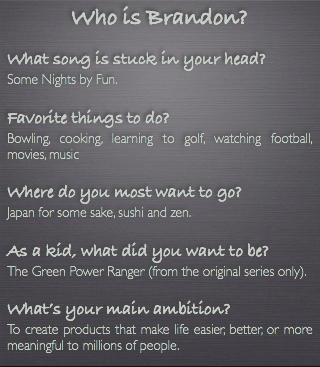 Who is Brandon?
What song is stuck in your head?
Some Nights by Fun.
Favorite things to do?
Bowling, cooking, learning to golf, watching football,
movies, music
Where do you most want to go?
Japan for some sake, sushi and zen.
As a kid, what did you want to be?
The Green Power Ranger (from the original series only).
What's your main ambition?
To create products that make life easier, better, or more
meaningful to millions of people.